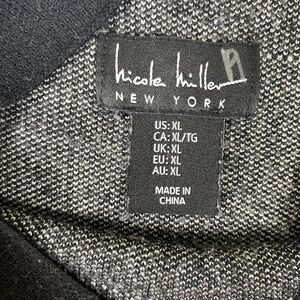 nicole miller
NEW YORK
US: XL
CA: XL/TG
UK: XL
EU: XL
AU: XL
MADE IN
CHINA